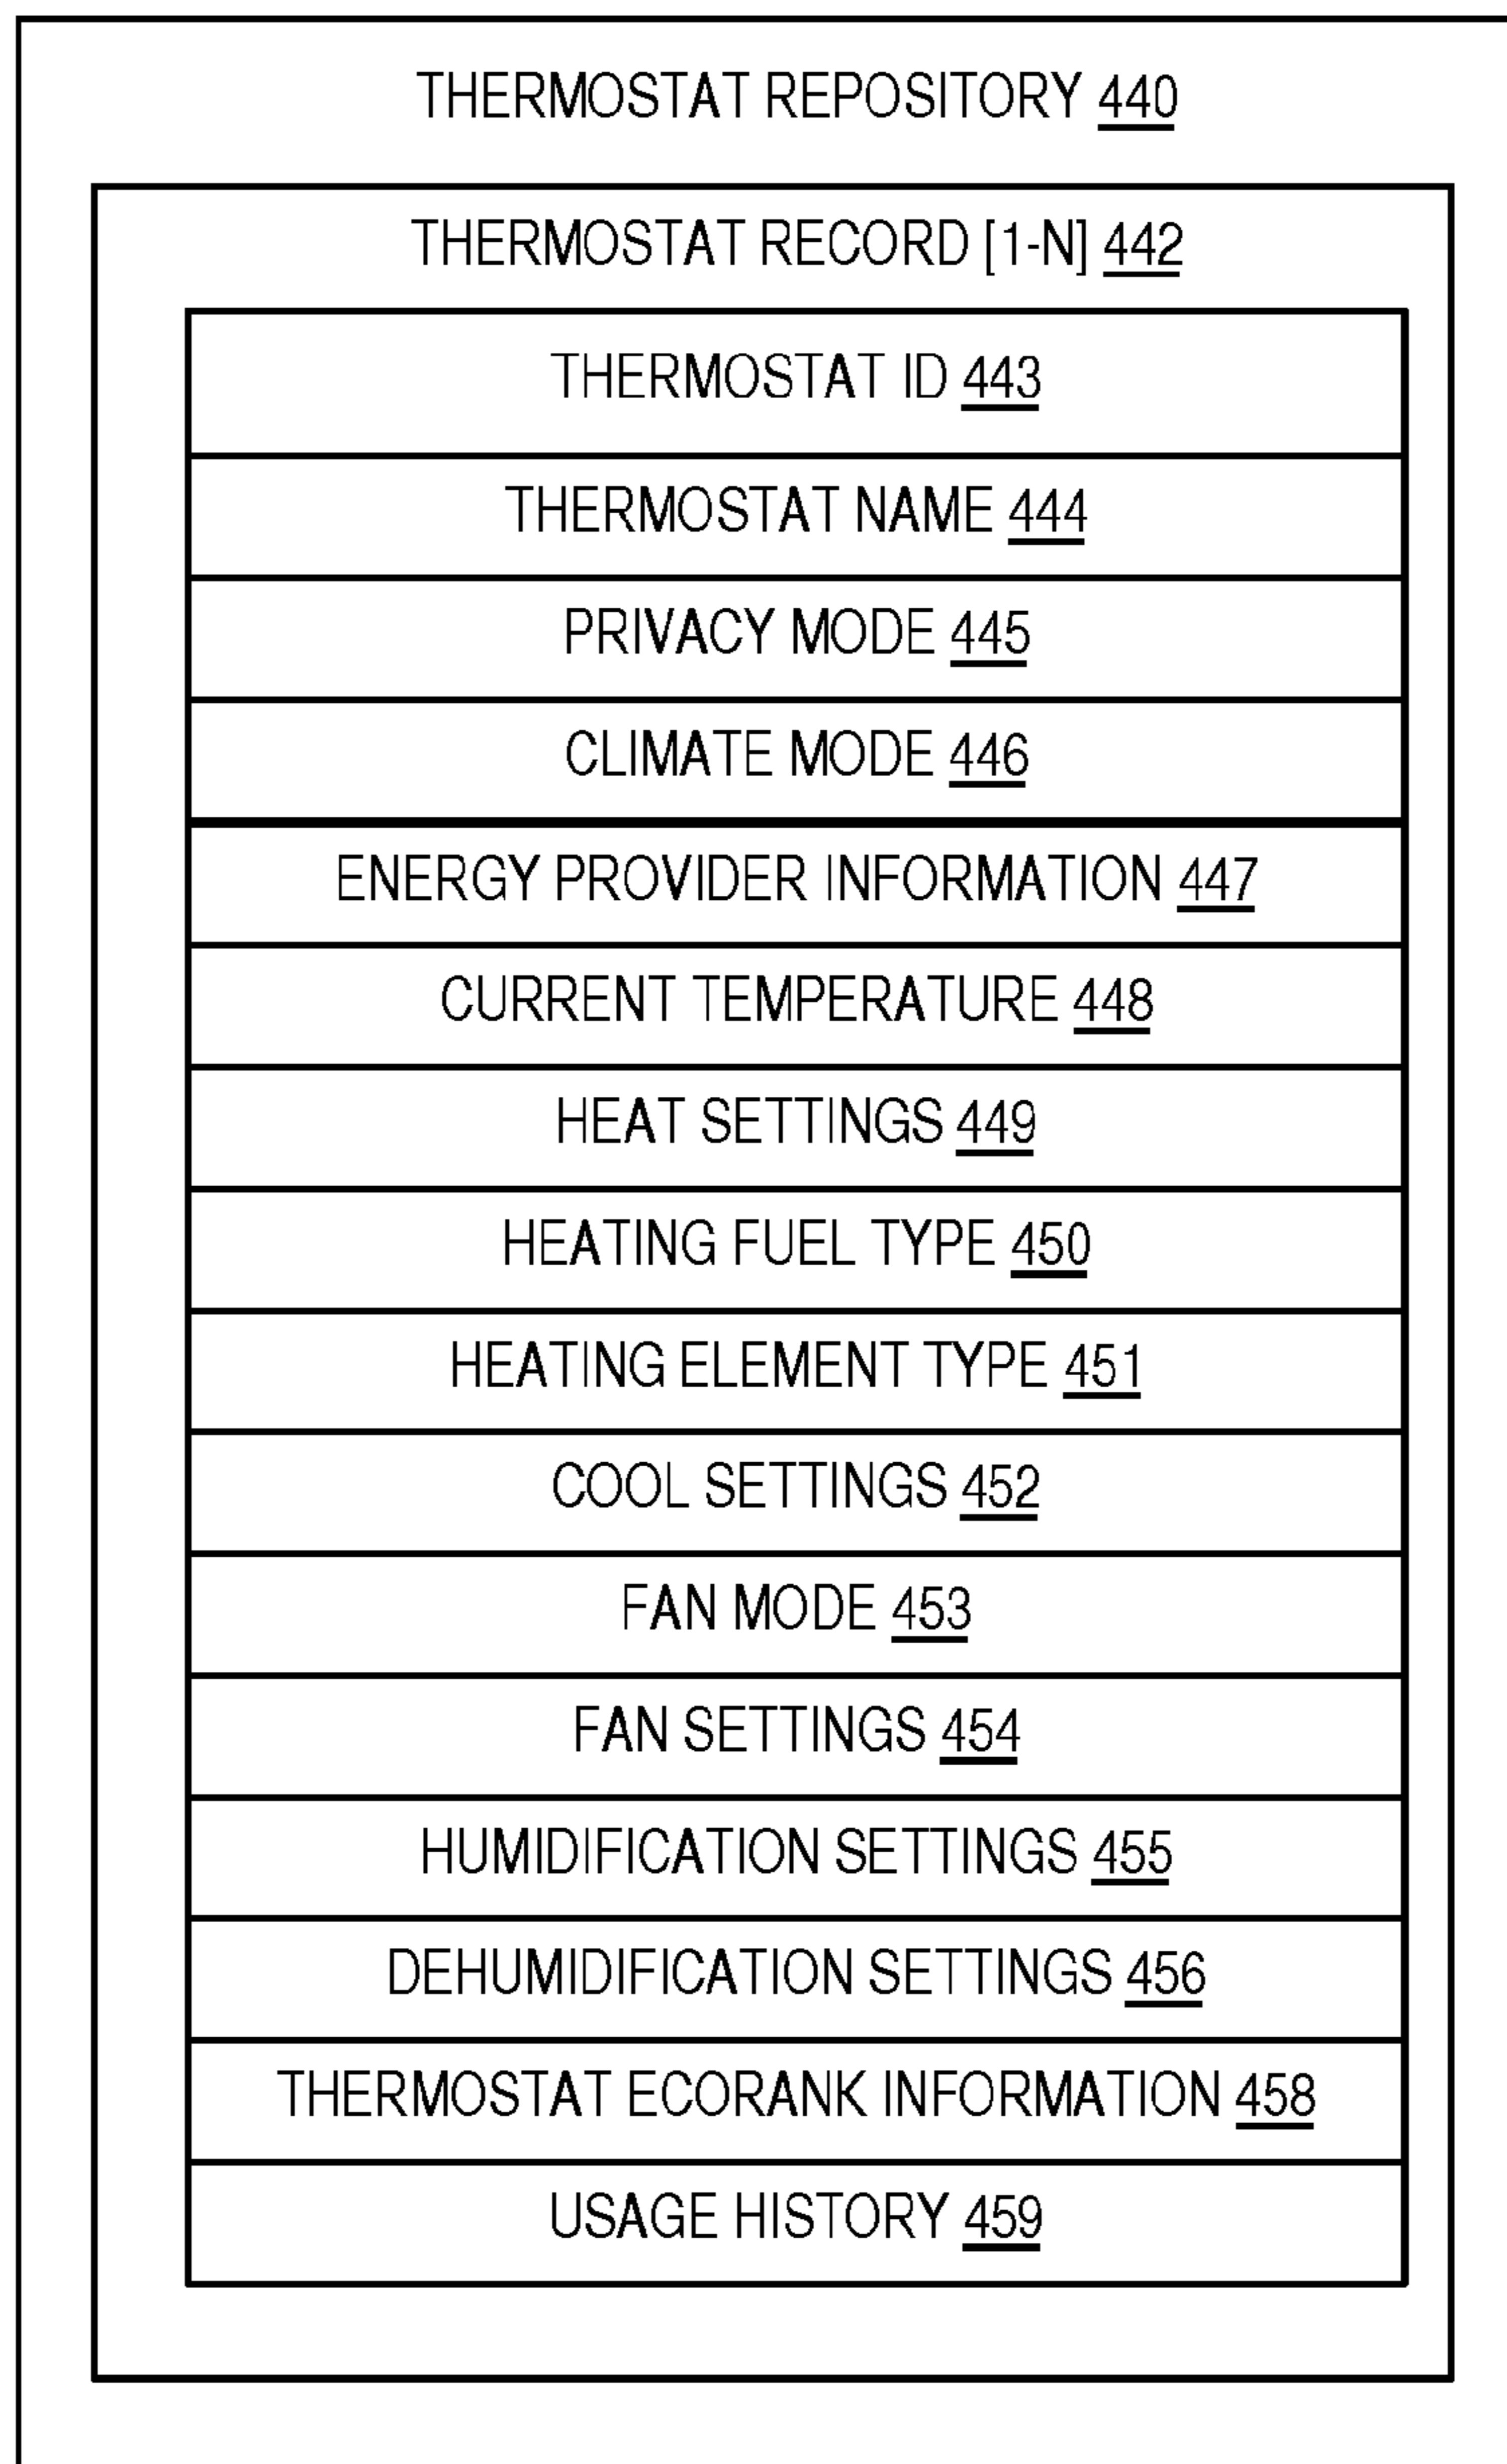 THERMOSTAT REPOSITORY 440
THERMOSTAT RECORD [1-N] 442
THERMOSTAT ID 443
THERMOSTAT NAME 444
PRIVACY MODE 445
CLIMATE MODE 446
ENERGY PROVIDER INFORMATION 447
CURRENT TEMPERATURE 448
HEAT SETTINGS 449
HEATING FUEL TYPE 450
HEATING ELEMENT TYPE 451
COOL SETTINGS 452
FAN MODE 453
FAN SETTINGS 454
HUMIDIFICATION SETTINGS 455
DEHUMIDIFICATION SETTINGS 456
THERMOSTAT ECORANK INFORMATION 458
USAGE HISTORY 459